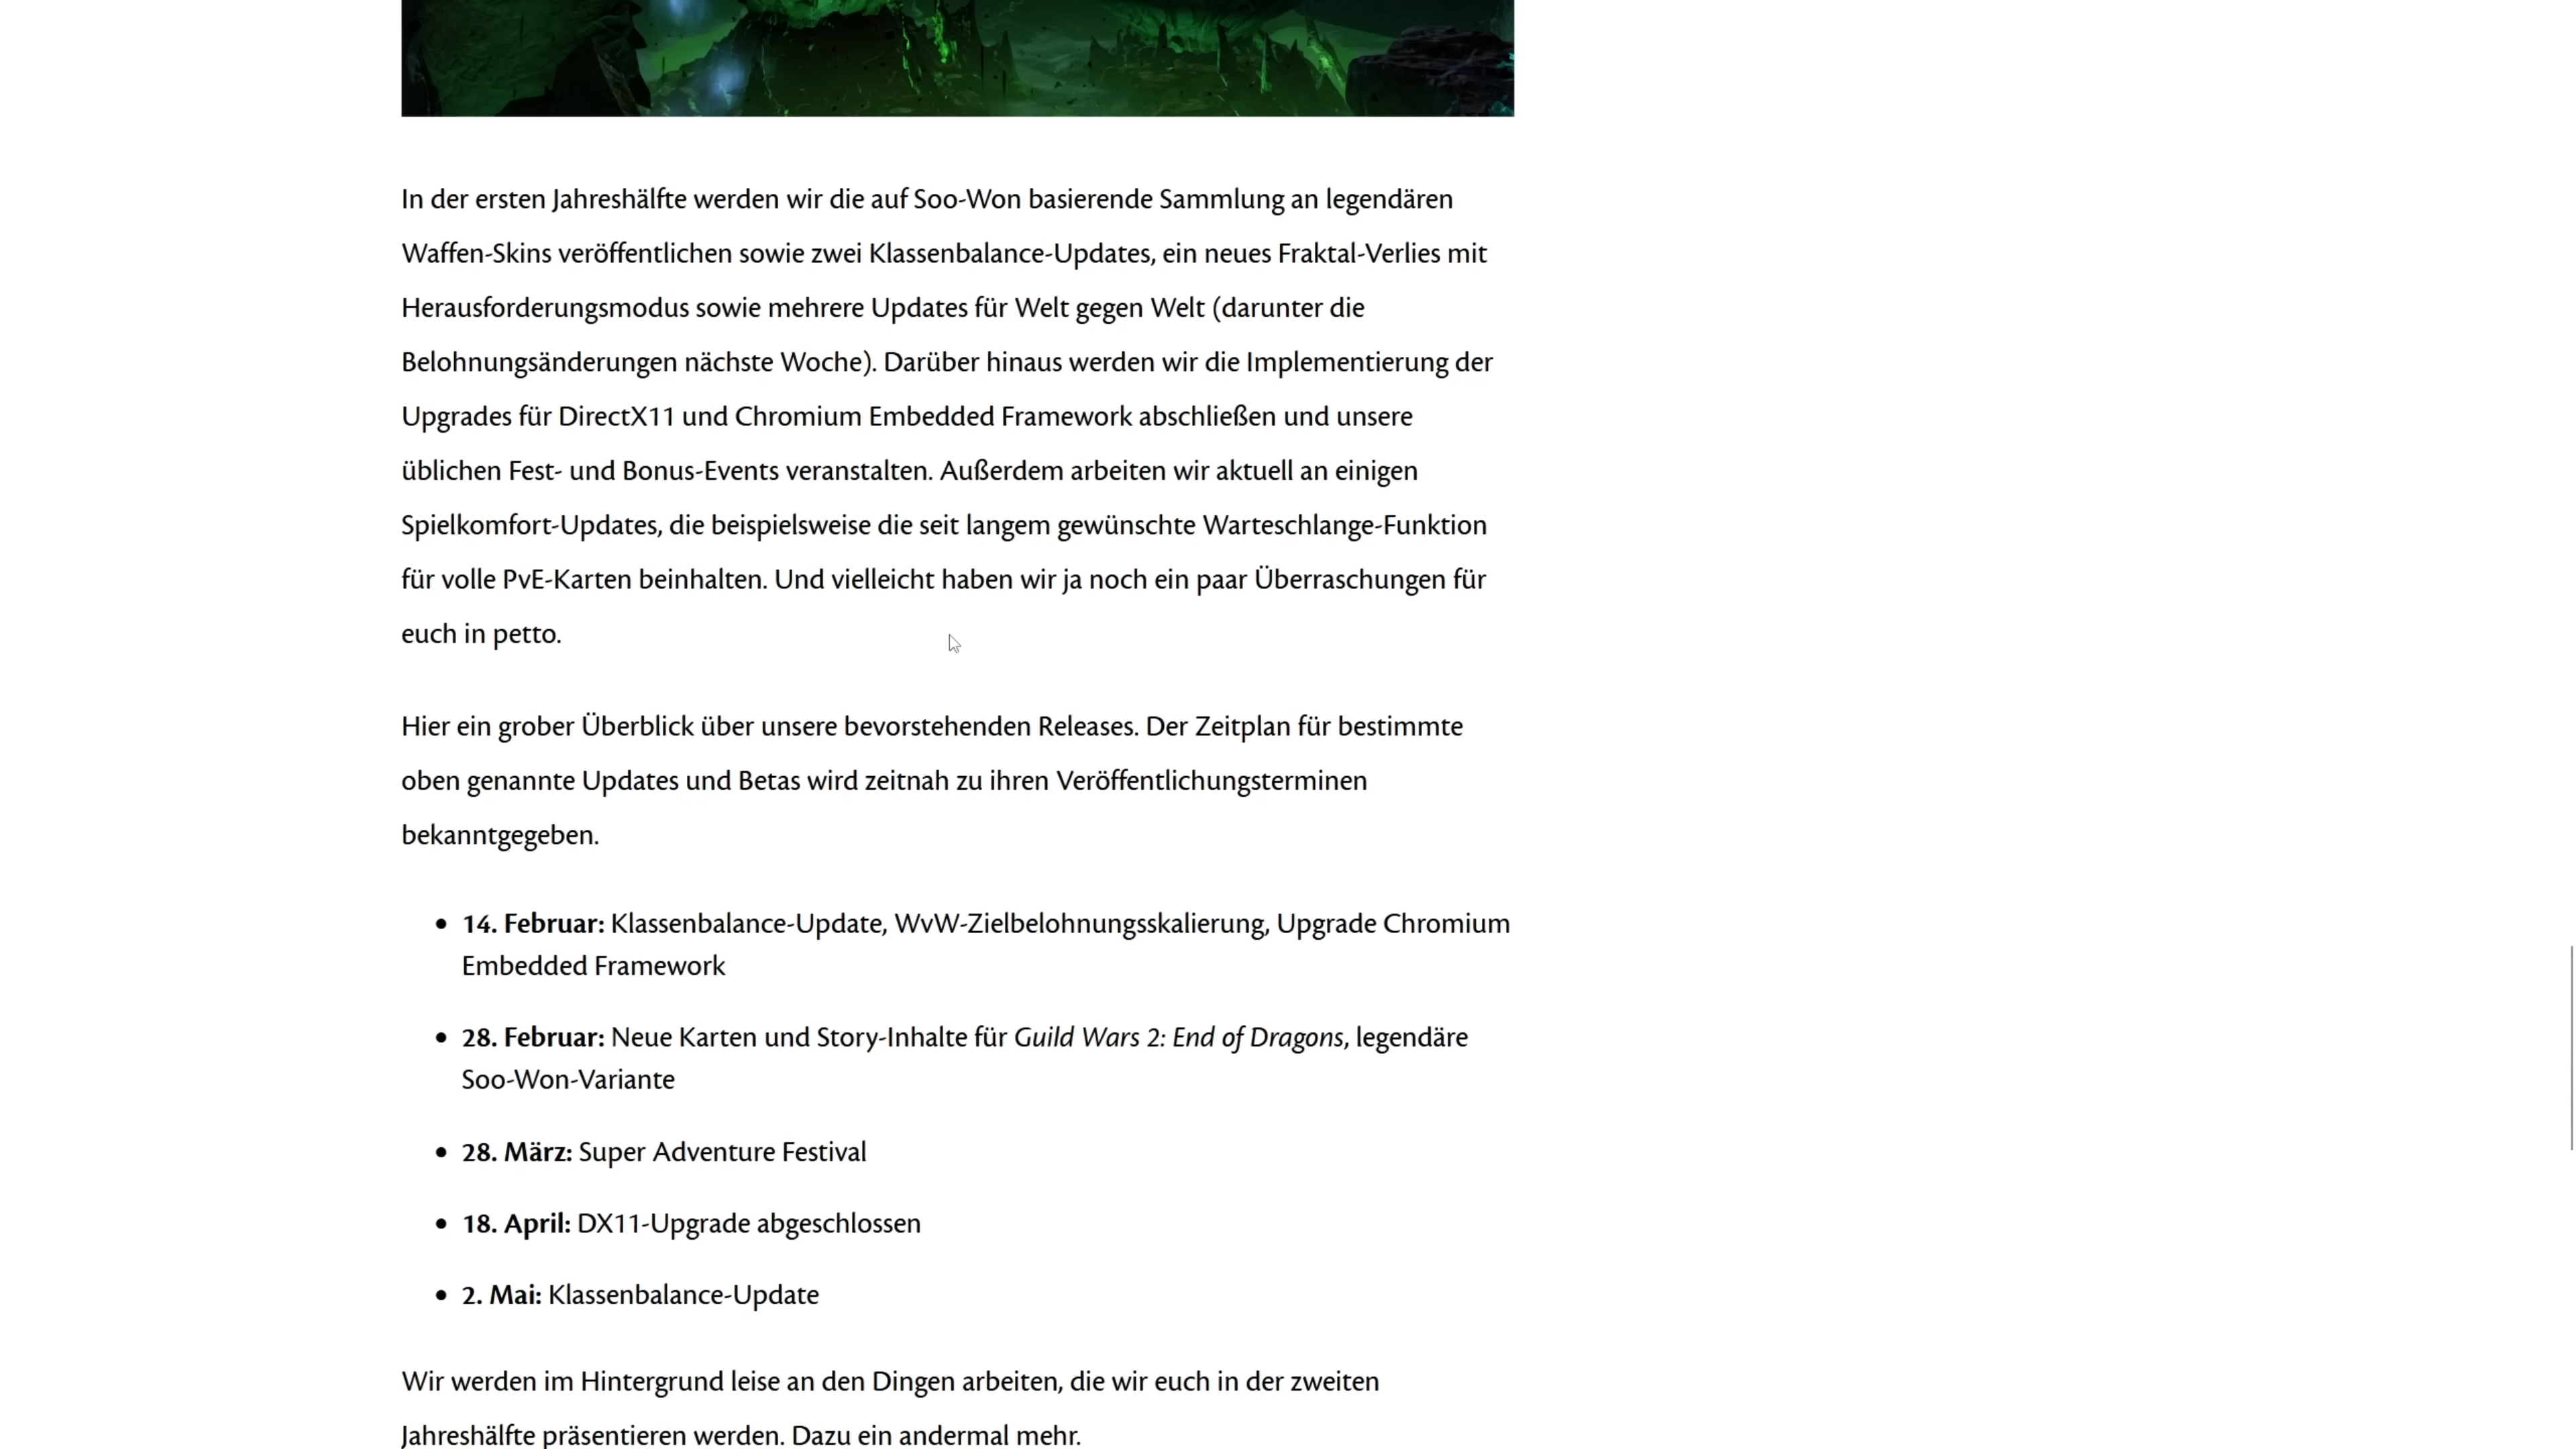 In der ersten Jahreshälfte werden wir die auf Soo-Won basierende Sammlung an legendären
Waffen-Skins veröffentlichen sowie zwei Klassenbalance-Updates, ein neues Fraktal-Verlies mit
Herausforderungsmodus sowie mehrere Updates für Welt gegen Welt (darunter die
Belohnungsänderungen nächste Woche). Darüber hinaus werden wir die Implementierung der
Upgrades für DirectX11 und Chromium Embedded Framework abschließen und unsere
üblichen Fest- und Bonus-Events veranstalten. Außerdem arbeiten wir aktuell an einigen
Spielkomfort-Updates, die beispielsweise die seit langem gewünschte Warteschlange-Funktion
für volle PvE-Karten beinhalten. Und vielleicht haben wir ja noch ein paar Überraschungen für
euch in petto.
Hier ein grober Überblick über unsere bevorstehenden Releases. Der Zeitplan für bestimmte
oben genannte Updates und Betas wird zeitnah zu ihren Veröffentlichungsterminen
bekanntgegeben.
• 14. Februar: Klassenbalance-Update, WvW-Zielbelohnungsskalierung, Upgrade Chromium
Embedded Framework
• 28. Februar: Neue Karten und Story-Inhalte für Guild Wars 2: End of Dragons, legendäre
Soo-Won-Variante
• 28. März: Super Adventure Festival
• 18. April: DX11-Upgrade abgeschlossen
• 2. Mai: Klassenbalance-Update
Wir werden im Hintergrund leise an den Dingen arbeiten, die wir euch in der zweiten
Jahreshälfte präsentieren werden. Dazu ein andermal mehr.